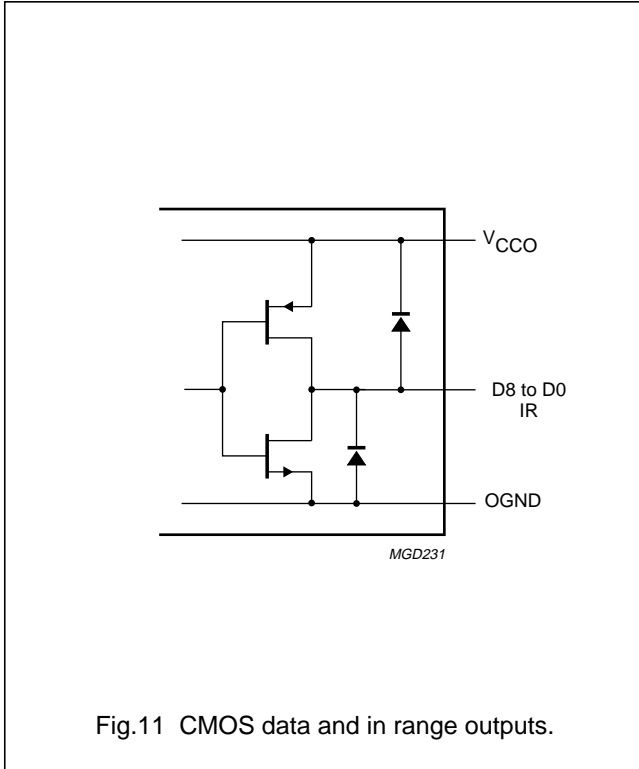 VCCO
D8 to D0
IR
OGND
MGD231
Fig.11 CMOS data and in range outputs.